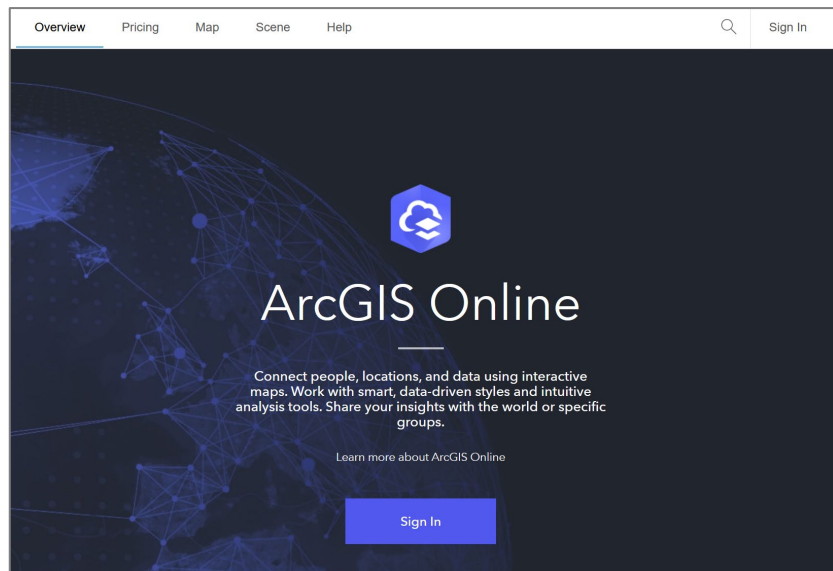 Overview Pricing Map Scene Help Sign In
ArcGIS Online
Connect people, locations, and data using interactive
maps. Work with smart, data-driven styles and intuitive
analysis tools. Share your insights with the world or specific
groups.
Learn more about ArcGIS Online
Sign In